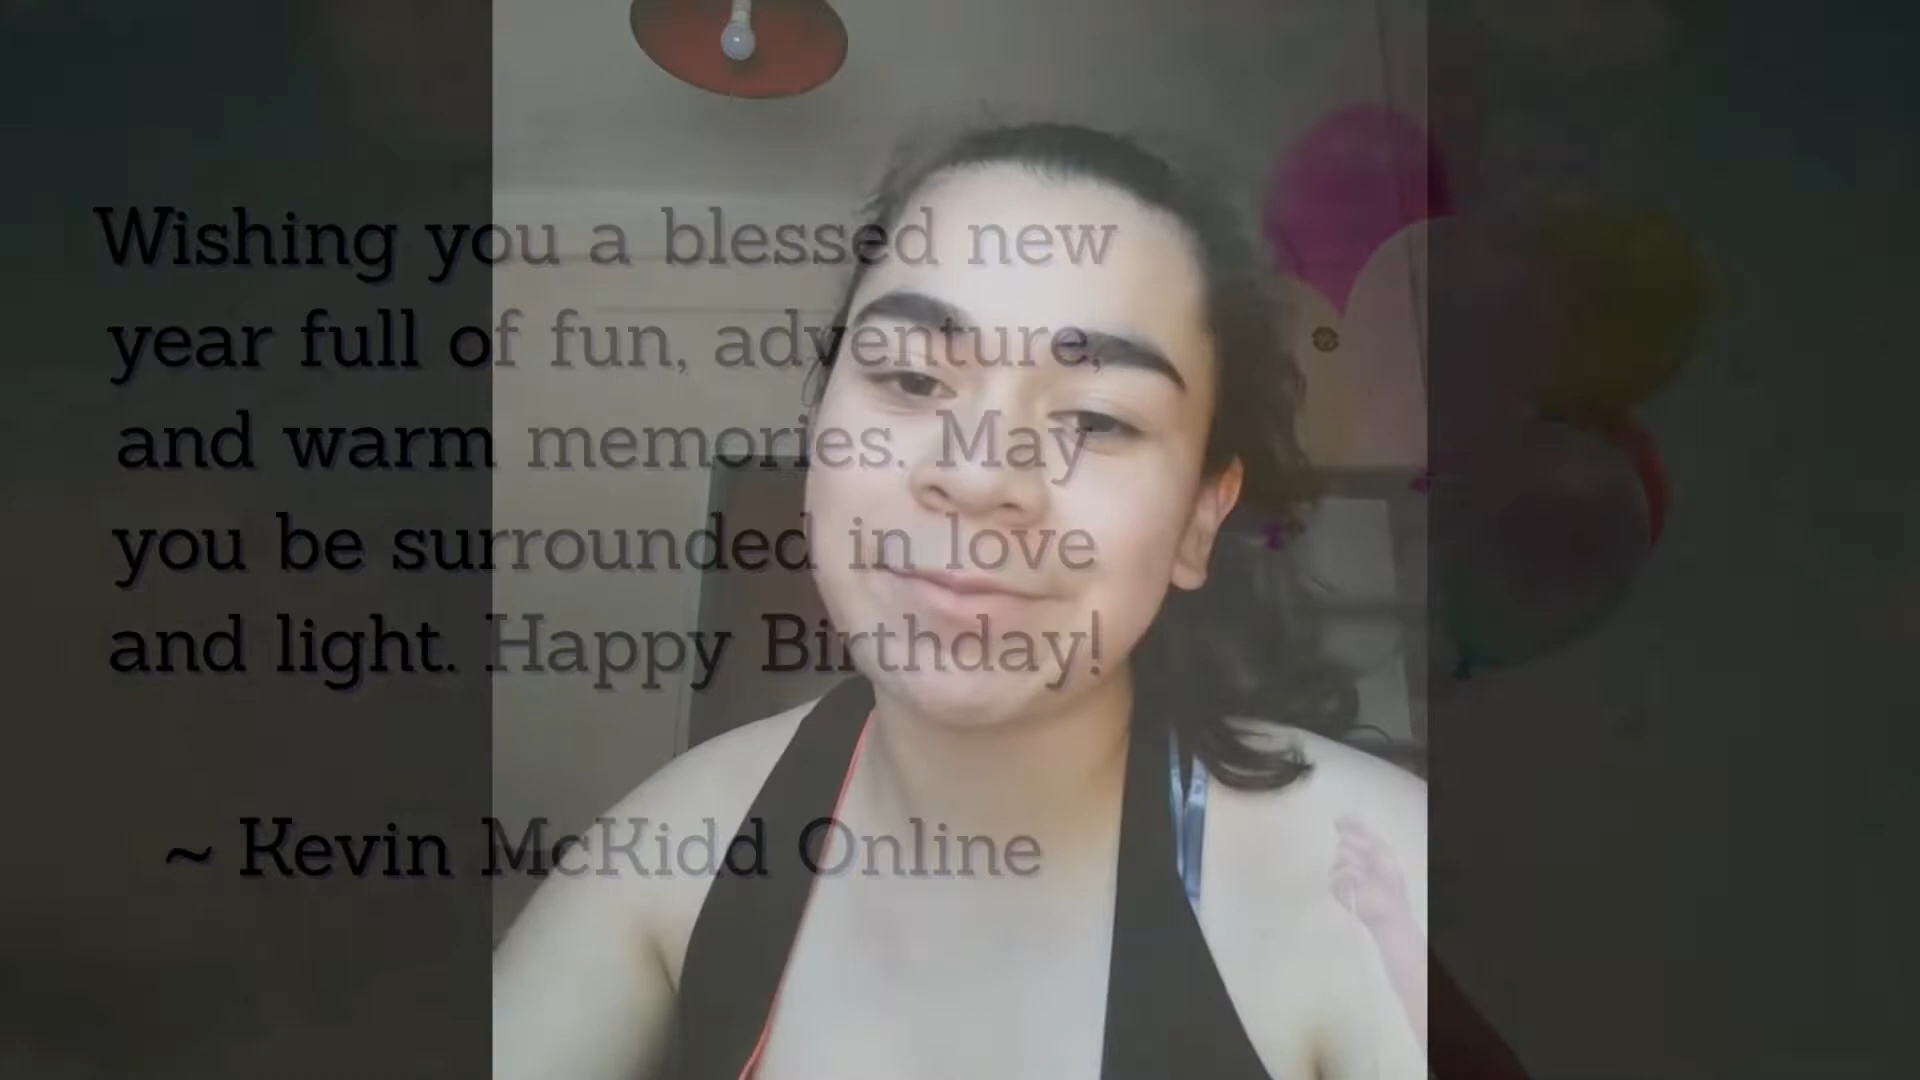 Wishing you a blessed new
year full of fun, adventure,
and warm memories. May
you be surrounded in love
and light. Happy Birthday!
~ Kevin McKidd Online